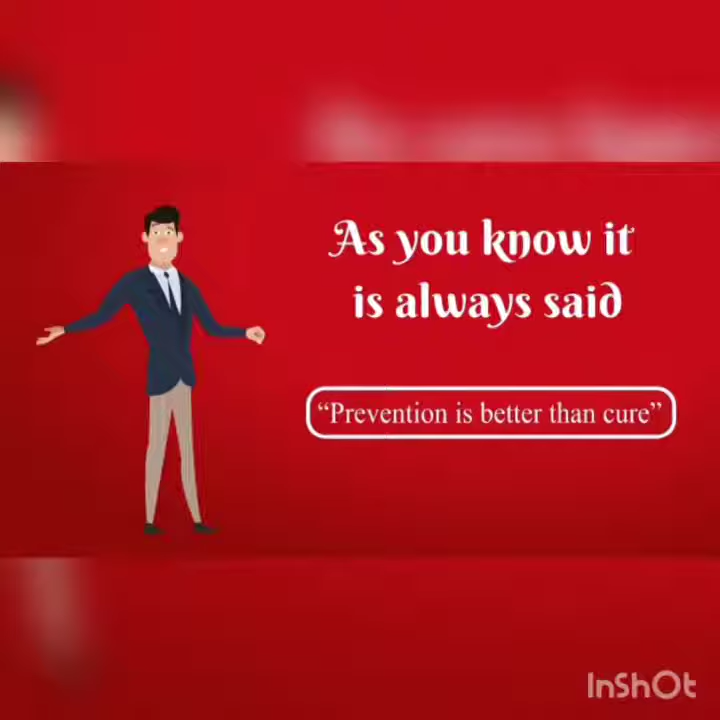 As you know it
is always said
“Prevention is better than cure”
InShOt